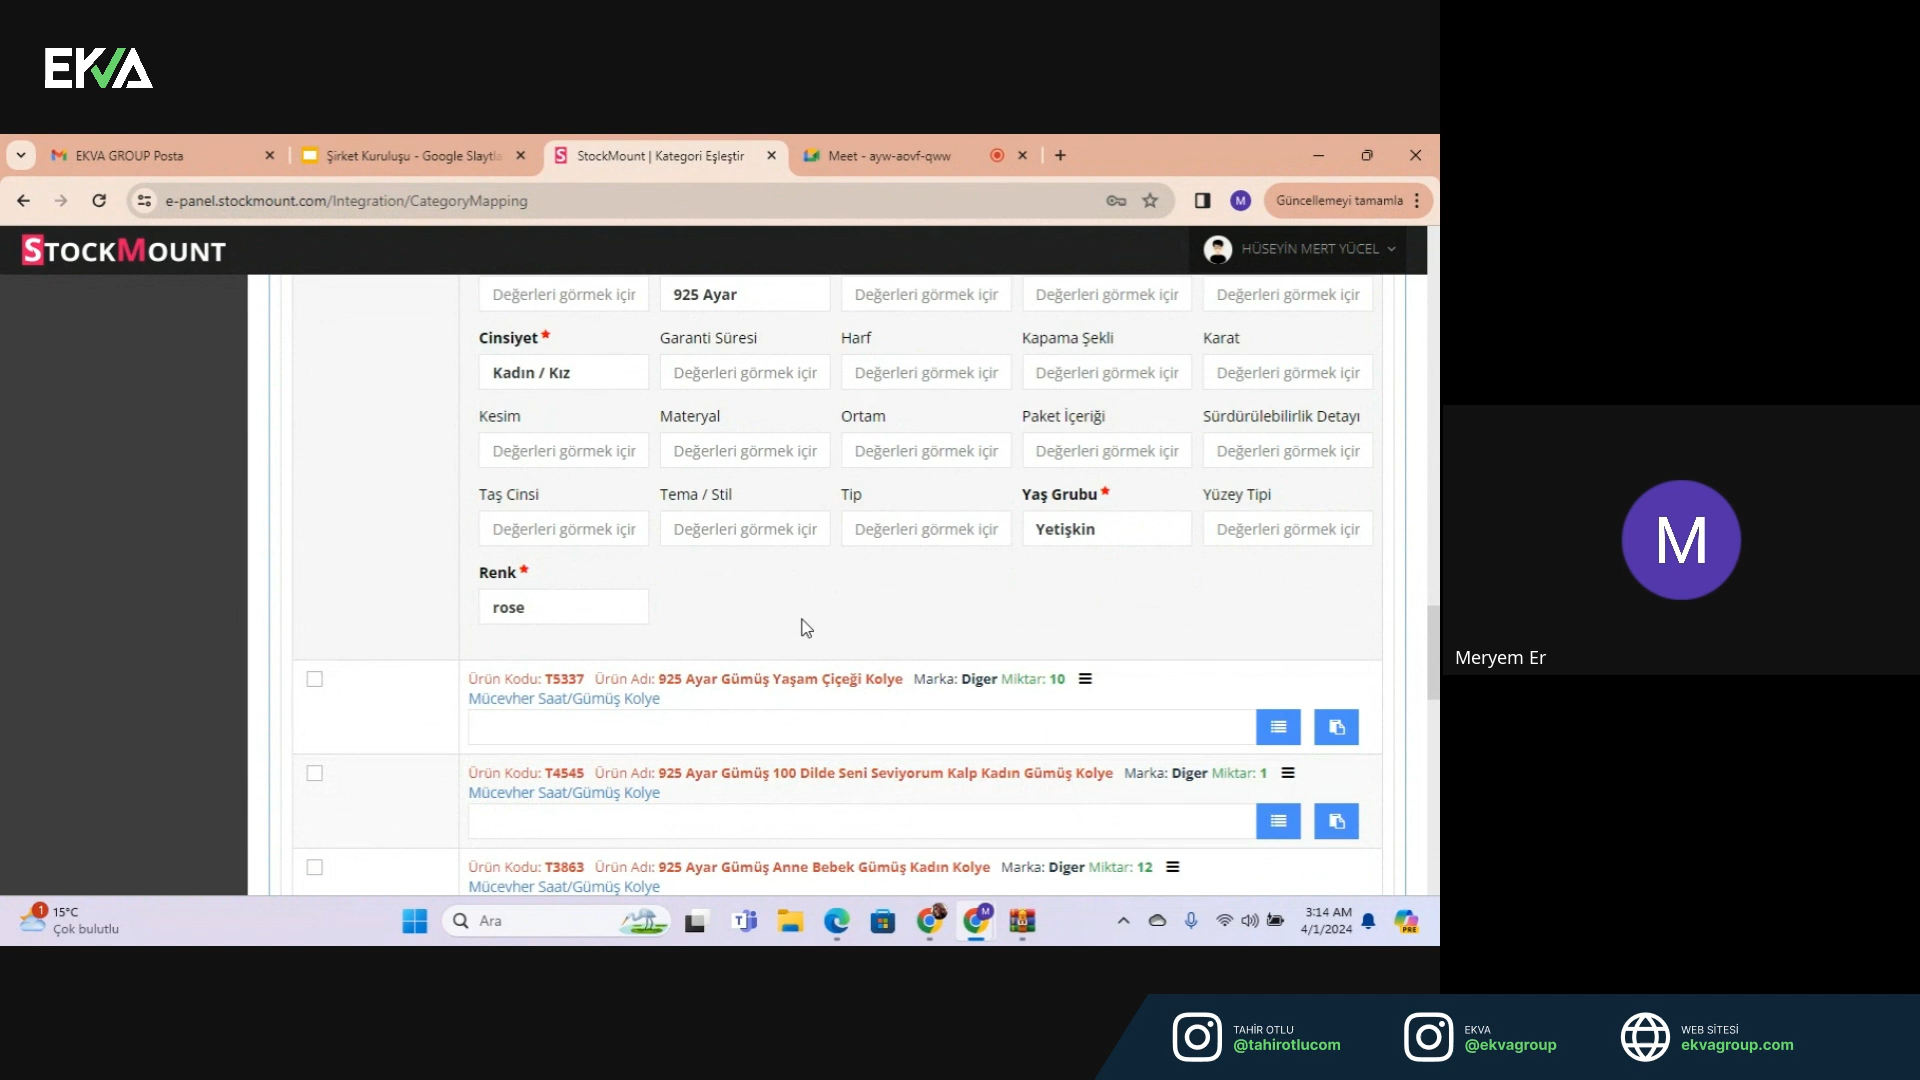 EKVA
EKVA GROUP Posta
Şirket Kuruluşu - Google Slaytla
StockMount | Kategori Eşleştir
Meet - ayw-aovf-qww
e-panel.stockmount.com/Integration/CategoryMapping
M
Güncellemeyi tamamla
STOCKMOUNT
HÜSEYİN MERT YÜCEL
Değerleri görmek için 925 Ayar Değerleri görmek için Değerleri görmek için Değerleri görmek için
Cinsiyet * Garanti Süresi Harf Kapama Şekli Karat
Kadın / Kız Değerleri görmek için Değerleri görmek için Değerleri görmek için Değerleri görmek için
Kesim Materyal Ortam Paket İçeriği Sürdürülebilirlik Detayı
Değerleri görmek için Değerleri görmek için Değerleri görmek için Değerleri görmek için Değerleri görmek için
Taş Cinsi Tema / Stil Tip Yaş Grubu * Yüzey Tipi
Değerleri görmek için Değerleri görmek için Değerleri görmek için Yetişkin Değerleri görmek için
Renk *
rose
Ürün Kodu: T5337 Ürün Adı: 925 Ayar Gümüş Yaşam Çiçeği Kolye Marka: Diger Miktar: 10
Mücevher Saat/Gümüş Kolye
Ürün Kodu: T4545 Ürün Adı: 925 Ayar Gümüş 100 Dilde Seni Seviyorum Kalp Kadın Gümüş Kolye Marka: Diger Miktar: 1
Mücevher Saat/Gümüş Kolye
Ürün Kodu: T3863 Ürün Adı: 925 Ayar Gümüş Anne Bebek Gümüş Kadın Kolye Marka: Diger Miktar: 12
Mücevher Saat/Gümüş Kolye
1
15°C
Çok bulutlu
Ara
M
PRE
3:14 AM
4/1/2024
M
Meryem Er
TAHİR OTLU
@tahirotlucom
EKVA
@ekvagroup
WEB SİTESİ
ekvagroup.com